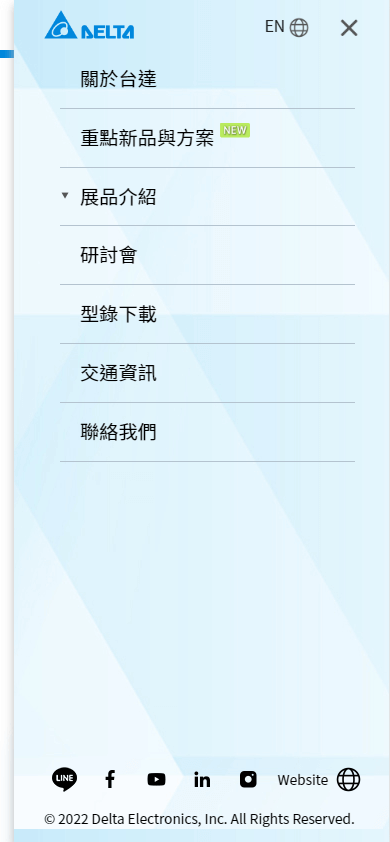 DELTA
EN
關於台達
重點新品與方案 NEW
展品介紹
研討會
型錄下載
交通資訊
聯絡我們
LINE
Website
© 2022 Delta Electronics, Inc. All Rights Reserved.